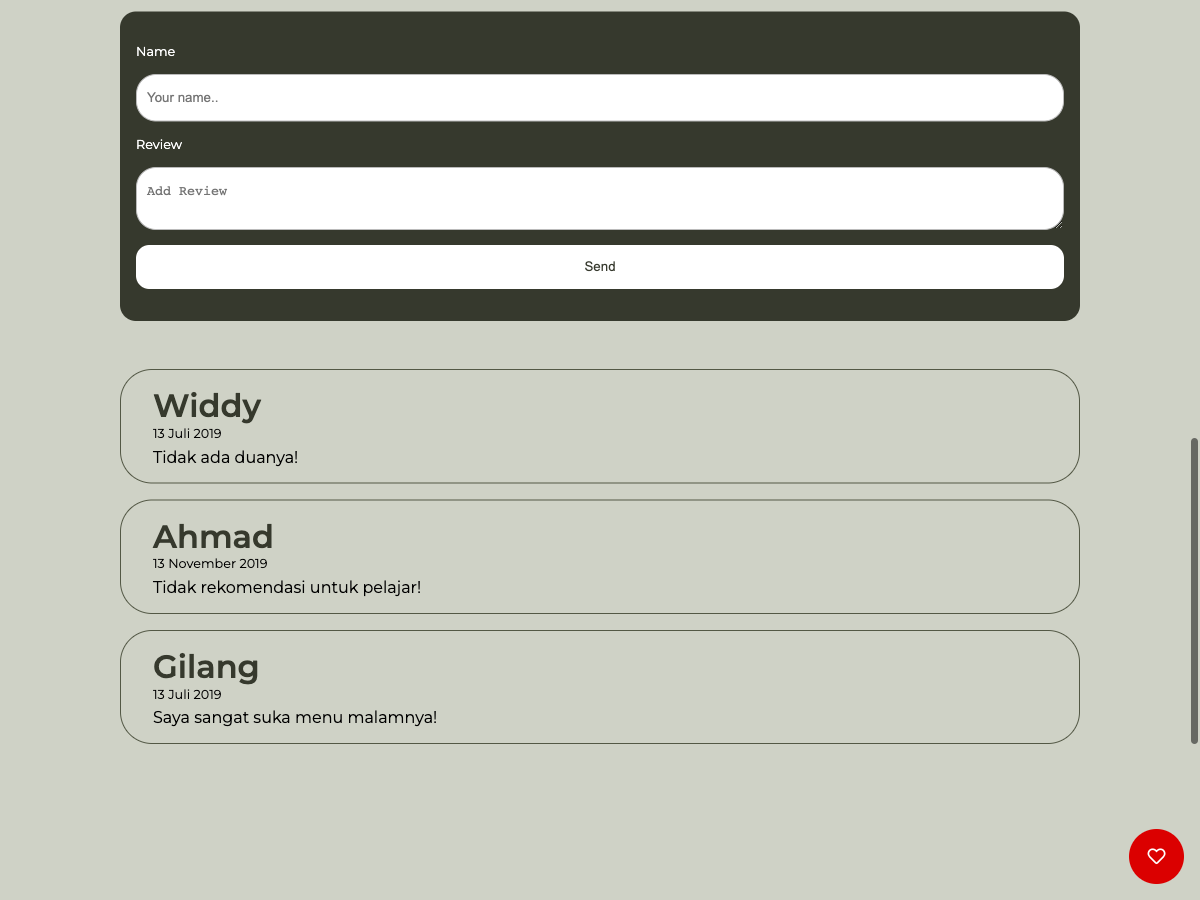 Name
Your name..
Review
Add Review
Send
Widdy
13 Juli 2019
Tidak ada duanya!
Ahmad
13 November 2019
Tidak rekomendasi untuk pelajar!
Gilang
13 Juli 2019
Saya sangat suka menu malamnya!